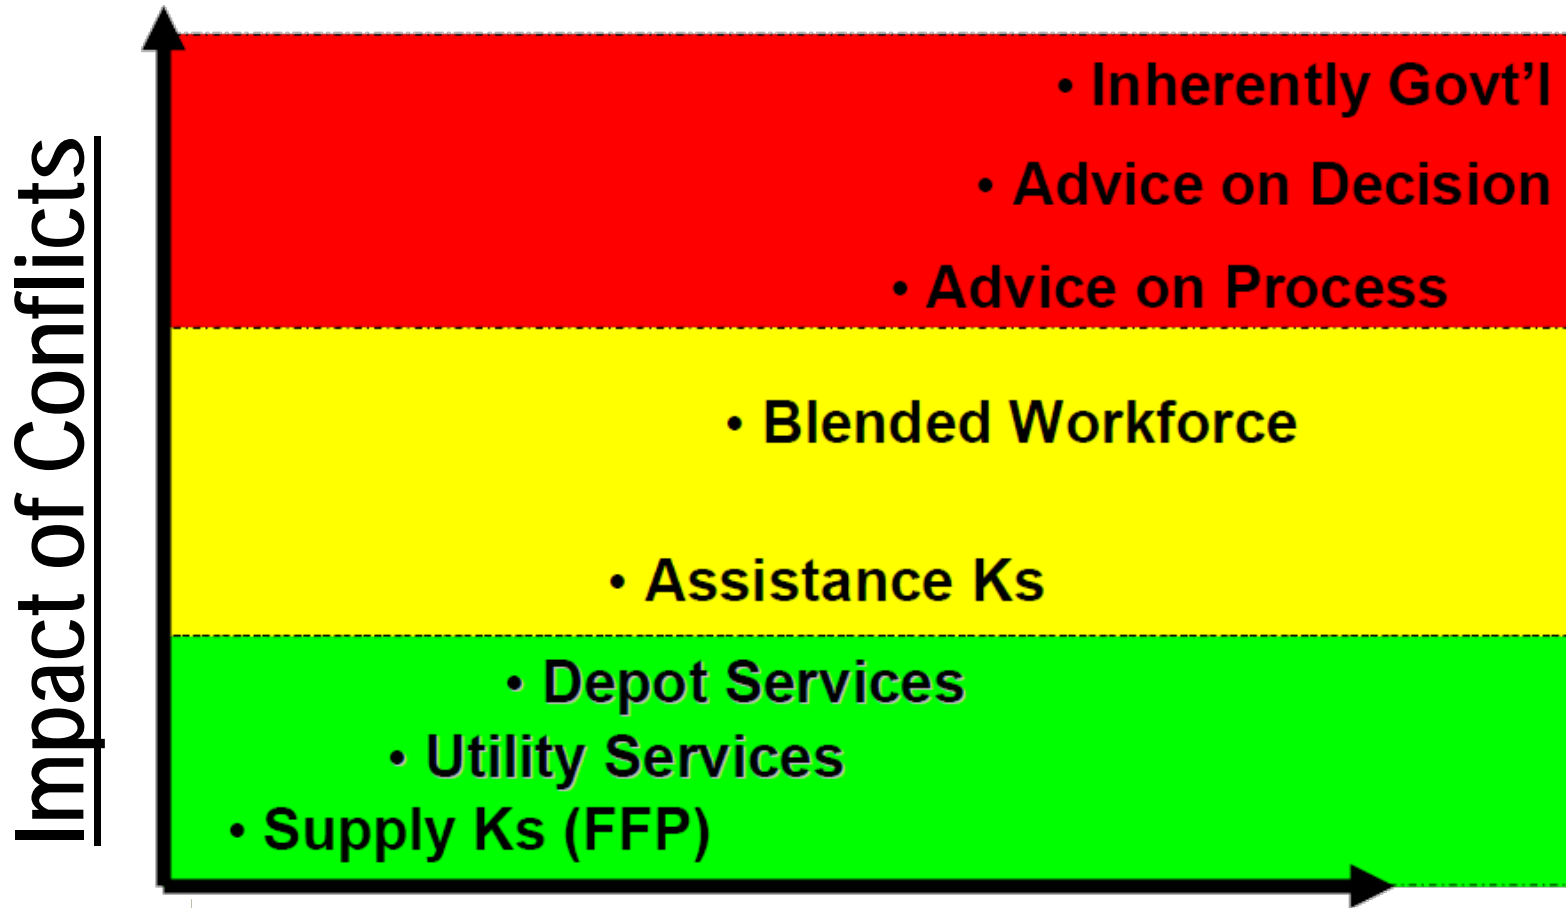 Impact of Conflicts
• Inherently Govt’l
• Advice on Decision
• Advice on Process
• Blended Workforce
• Assistance Ks
• Depot Services
• Utility Services
• Supply Ks (FFP)